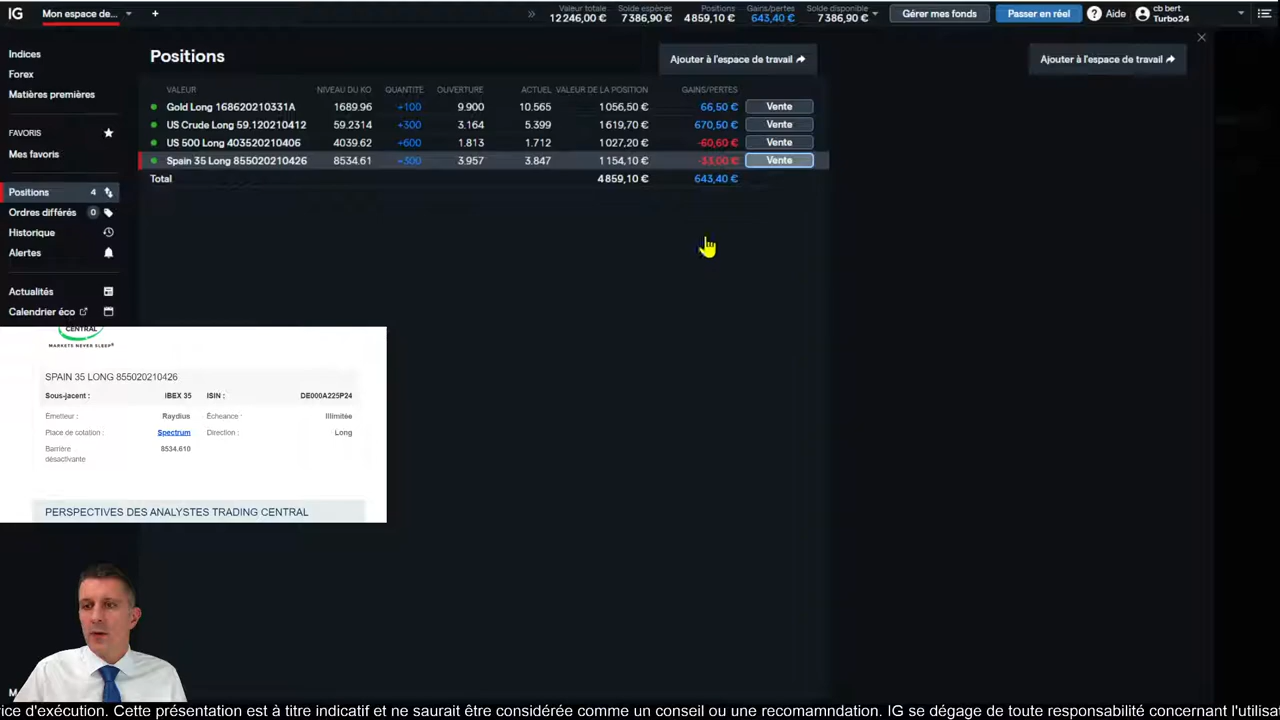 IG Mon espace de... + » Valeur totale 12 246,00 € Solde espèces 7 386,90 € Positions 4 859,10 € Gains/pertes 643,40 € Solde disponible 7 386,90 € Gérer mes fonds Passer en réel ? Aide cb bert Turbo24
Indices
Forex
Matières premières
FAVORIS
Mes favoris
Positions 4
Ordres différés 0
Historique
Alertes
Actualités
Calendrier éco
Positions Ajouter à l'espace de travail Ajouter à l'espace de travail
VALEUR NIVEAU DU KO QUANTITÉ OUVERTURE ACTUEL VALEUR DE LA POSITION GAINS/PERTES
Gold Long 168620210331A 1689.96 +100 9.900 10.565 1 056,50 € 66,50 € Vente
US Crude Long 59.120210412 59.2314 +300 3.164 5.399 1 619,70 € 670,50 € Vente
US 500 Long 403520210406 4039.62 +600 1.813 1.712 1 027,20 € -60,60 € Vente
Spain 35 Long 855020210426 8534.61 +300 3.957 3.847 1 154,10 € -33,00 € Vente
Total 4 859,10 € 643,40 €
CENTRAL
MARKETS NEVER SLEEP®
SPAIN 35 LONG 855020210426
Sous-jacent : IBEX 35 ISIN : DE000A225P24
Émetteur : Raydius Échéance : Illimitée
Place de cotation : Spectrum Direction : Long
Barrière 8534.610
désactivante
PERSPECTIVES DES ANALYSTES TRADING CENTRAL
ice d'exécution. Cette présentation est à titre indicatif et ne saurait être considérée comme un conseil ou une recomamndation. IG se dégage de toute responsabilité concernant l'utilisa